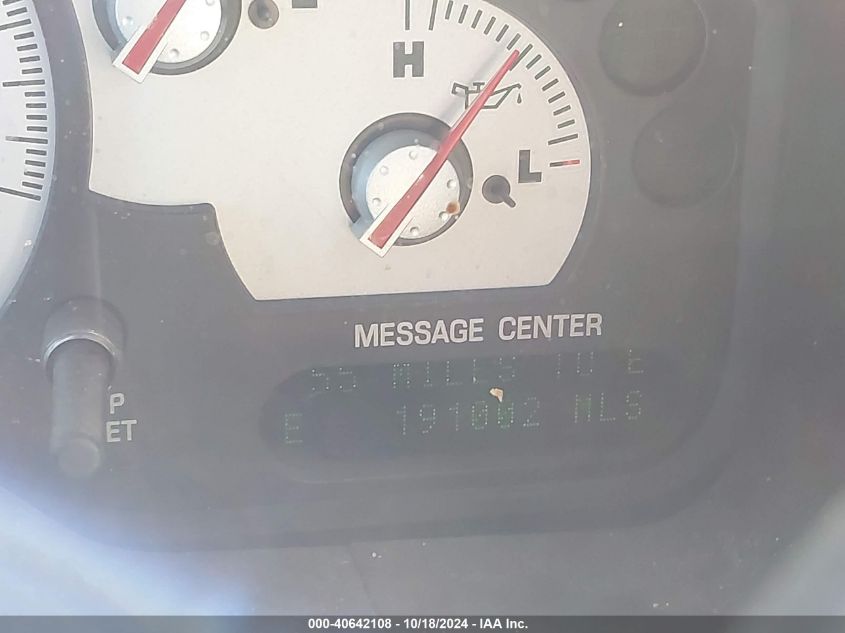 H
L
MESSAGE CENTER
55 MILES TO E
E 191002 MLS
P
ET
000-40642108 - 10/18/2024 - IAA Inc.